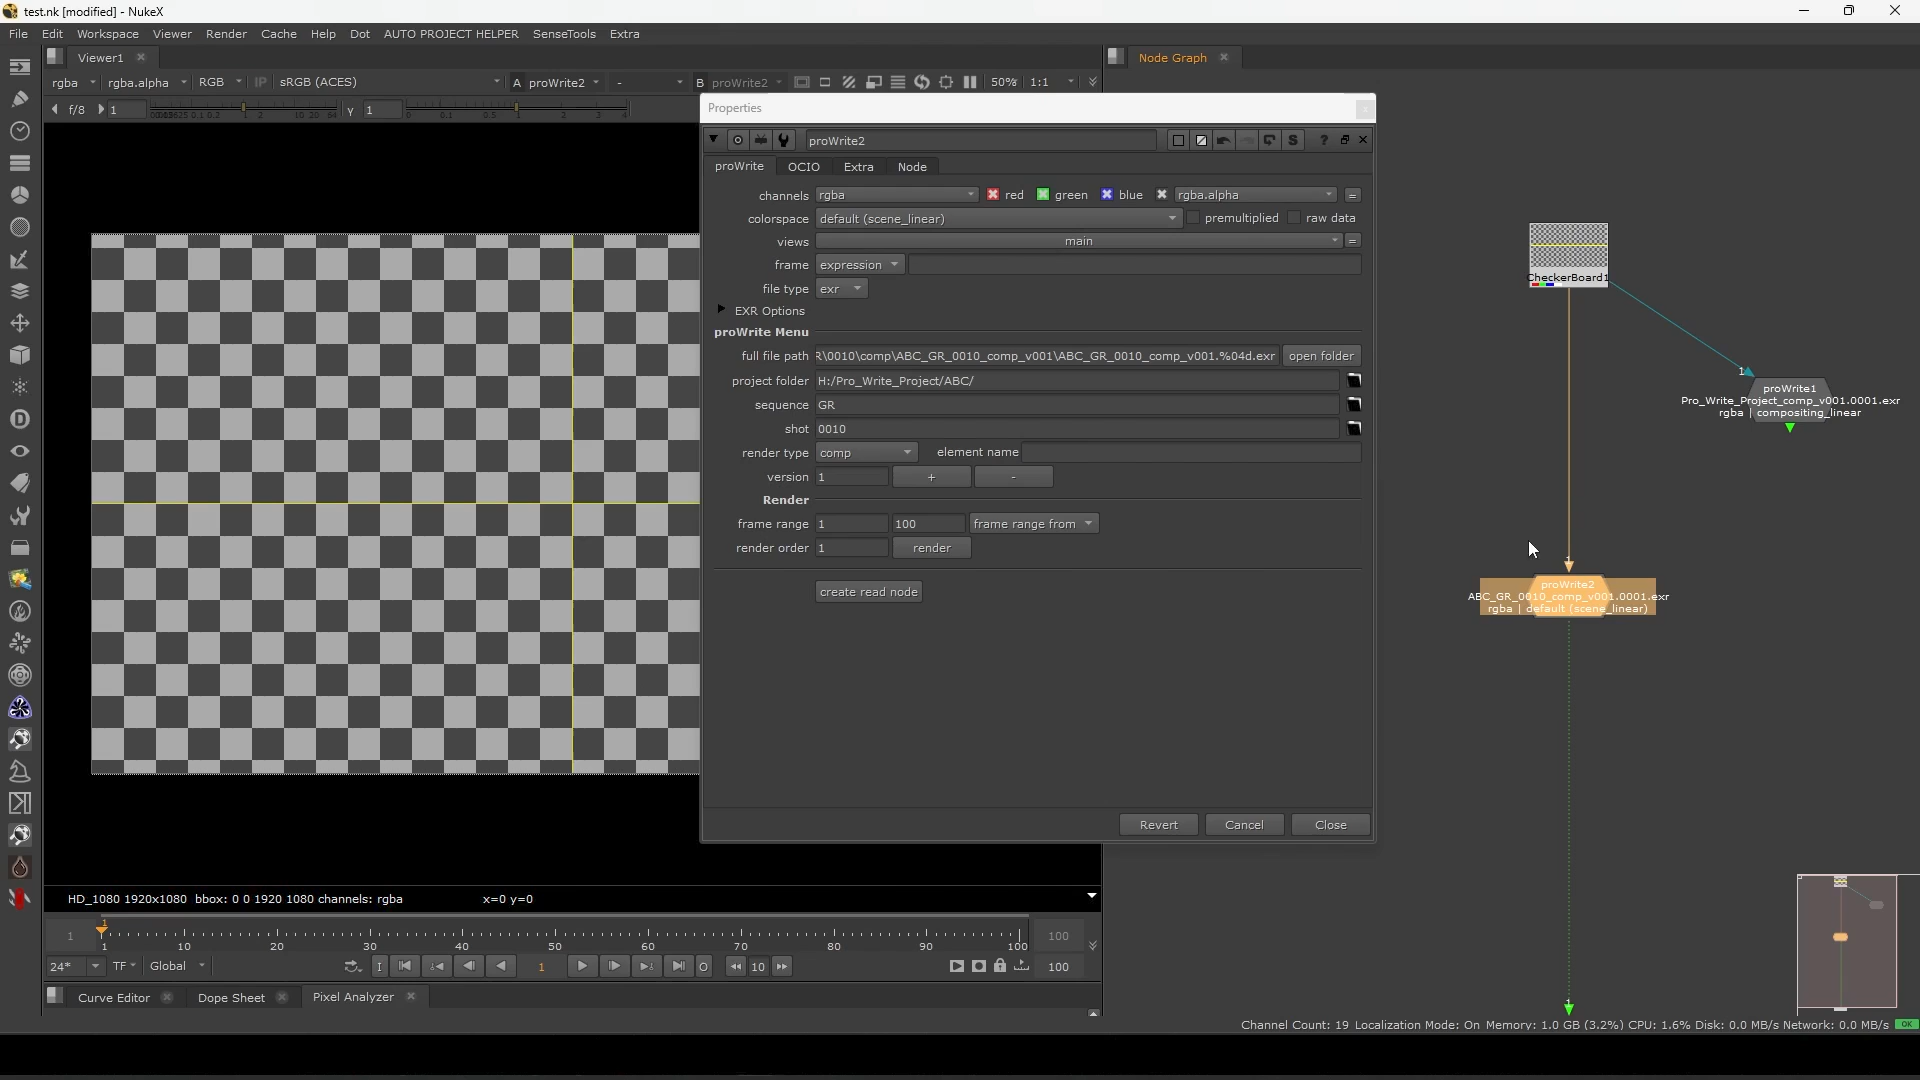 test.nk [modified] - NukeX
File Edit Workspace Viewer Render Cache Help Dot AUTO PROJECT HELPER SenseTools Extra
Viewer1
Node Graph
rgba rgba.alpha RGB IP sRGB (ACES) A proWrite2 - B proWrite2 50% 1:1
f/8 1 Y 1
Properties
proWrite2
S ?
proWrite OCIO Extra Node
channels rgba red green blue rgba.alpha =
colorspace default (scene_linear) premultiplied raw data
views main =
frame expression
file type exr
EXR Options
proWrite Menu
full file path R\0010\comp\ABC_GR_0010_comp_v001\ABC_GR_0010_comp_v001.%04d.exr open folder
project folder H:/Pro_Write_Project/ABC/
sequence GR
shot 0010
render type comp element name
version 1 + -
Render
frame range 1 100 frame range from
render order 1 render
create read node
Revert Cancel Close
CheckerBoard1
1
proWrite1
Pro_Write_Project_comp_v001.0001.exr
rgba | compositing_linear
proWrite2
ABC_GR_0010_comp_v001.0001.exr
rgba | default (scene_linear)
1
HD_1080 1920x1080 bbox: 0 0 1920 1080 channels: rgba x=0 y=0
1 1 100
1 10 20 30 40 50 60 70 80 90 100
24* TF Global I 1 O 10 100
Curve Editor Dope Sheet Pixel Analyzer
Channel Count: 19 Localization Mode: On Memory: 1.0 GB (3.2%) CPU: 1.6% Disk: 0.0 MB/s Network: 0.0 MB/s OK